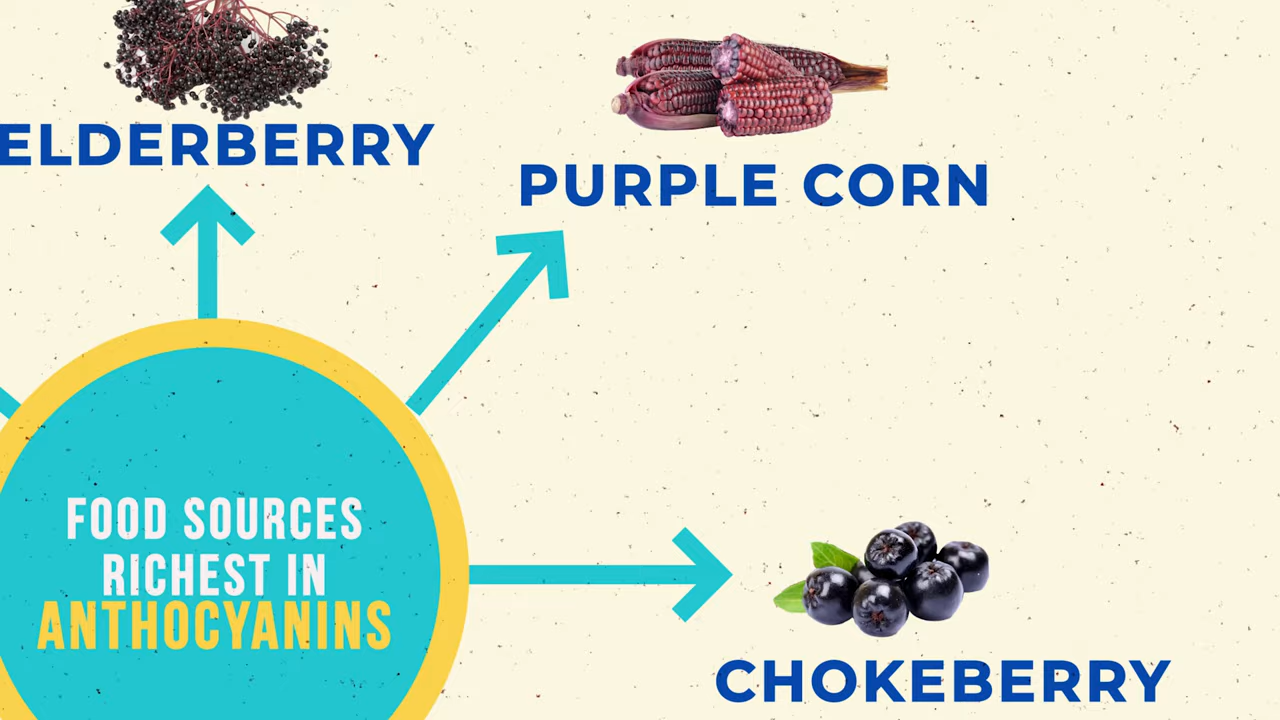 ELDERBERRY
PURPLE CORN
FOOD SOURCES
RICHEST IN
ANTHOCYANINS
CHOKEBERRY